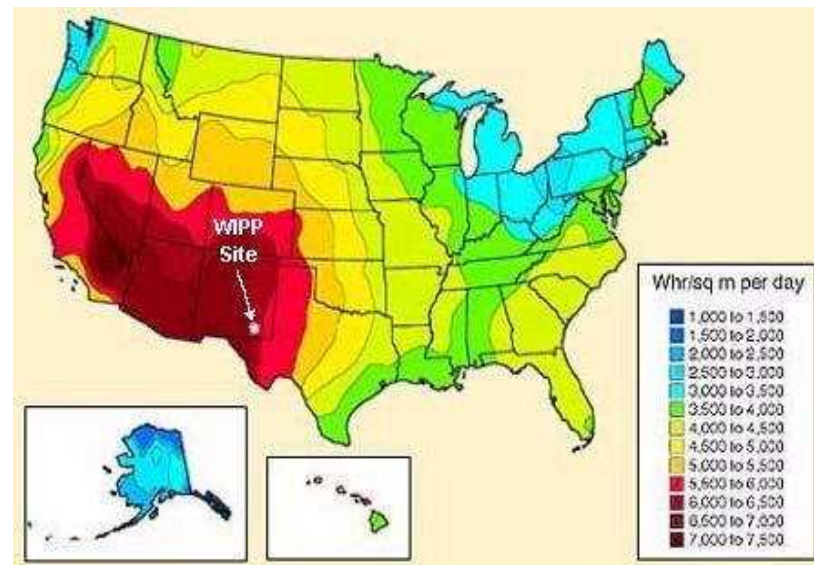 WIPP
Site
Whr/sq m per day
1,000 to 1,500
1,500 to 2,000
2,000 to 2,500
2,500 to 3,000
3,000 to 3,500
3,500 to 4,000
4,000 to 4,500
4,500 to 5,000
5,000 to 5,500
5,500 to 6,000
6,000 to 6,500
6,500 to 7,000
7,000 to 7,500